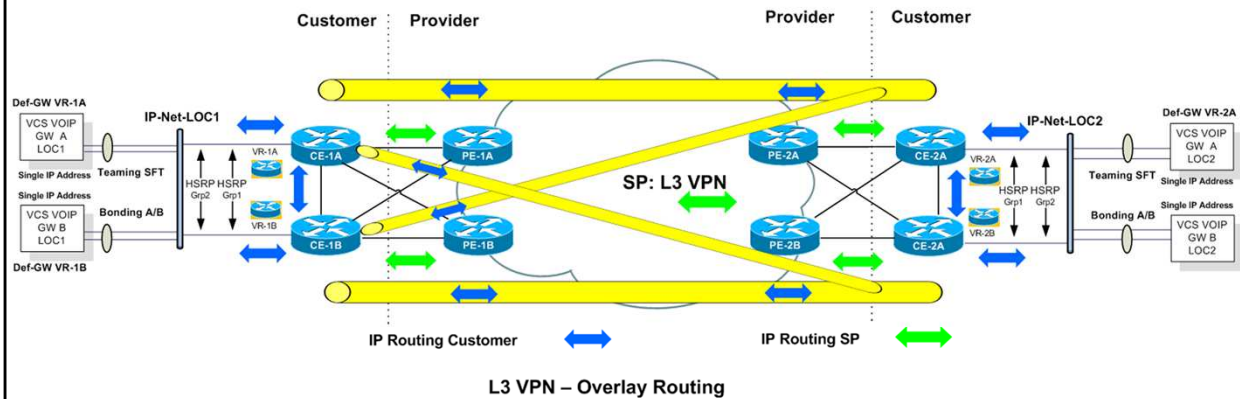 Customer
Provider
Provider
Customer
Def-GW VR-1A
VCS VOIP
GW A
LOC1
Single IP Address
Teaming SFT
IP-Net-LOC1
HSRP
Grp2
HSRP
Grp1
VR-1A
VR-1B
CE-1A
PE-1A
Single IP Address
VCS VOIP
GW B
LOC1
Def-GW VR-1B
Bonding A/B
CE-1B
PE-1B
SP: L3 VPN
PE-2A
CE-2A
PE-2B
CE-2A
VR-2A
VR-2B
HSRP
Grp1
HSRP
Grp2
IP-Net-LOC2
Def-GW VR-2A
VCS VOIP
GW A
LOC2
Teaming SFT
Single IP Address
Single IP Address
Bonding A/B
VCS VOIP
GW B
LOC2
IP Routing Customer
IP Routing SP
L3 VPN – Overlay Routing